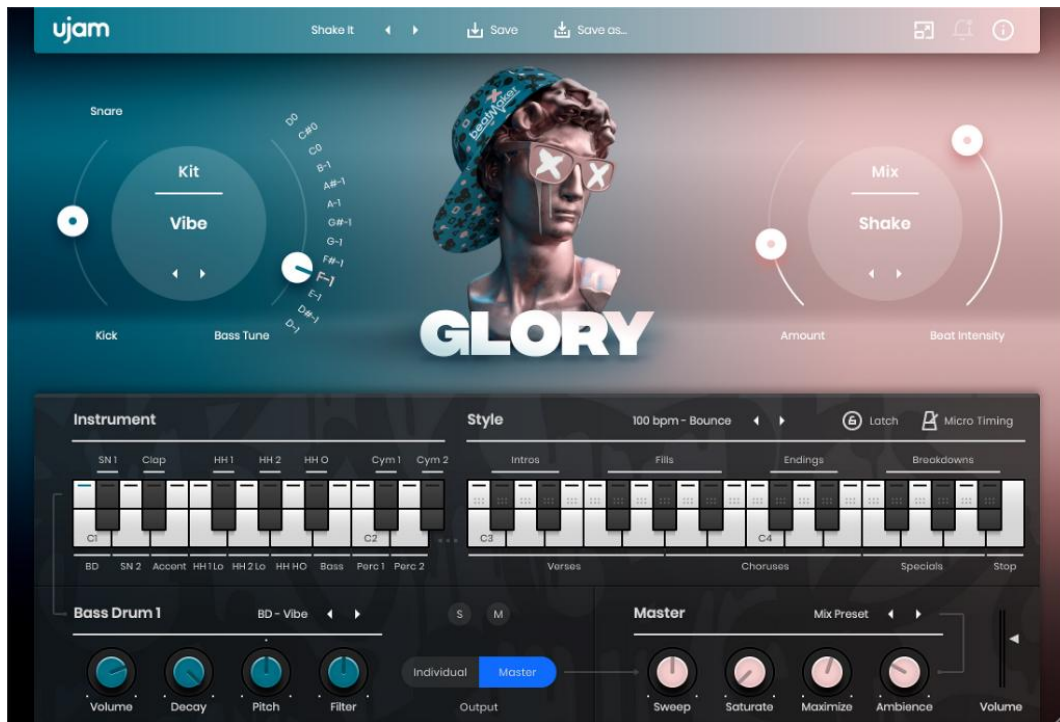 ujam
Shake It
Save
Save as...
beatMaker
Snare
Kit
Vibe
Kick
Bass Tune
D0
C#0
C0
B-1
A#-1
A-1
G#-1
G-1
F#-1
F-1
E-1
D#-1
D-1
Mix
Shake
Amount
Beat Intensity
GLORY
Instrument
Style
100 bpm - Bounce
Latch
Micro Timing
SN 1 Clap HH 1 HH 2 HH O Cym 1 Cym 2
Intros Fills Endings Breakdowns
C1 C2 C3 C4
BD SN 2 Accent HH 1 Lo HH 2 Lo HH HO Bass Perc 1 Perc 2
Verses Choruses Specials Stop
Bass Drum 1
BD - Vibe
S M
Master
Mix Preset
Individual Master
Volume Decay Pitch Filter
Output
Sweep Saturate Maximize Ambience
Volume